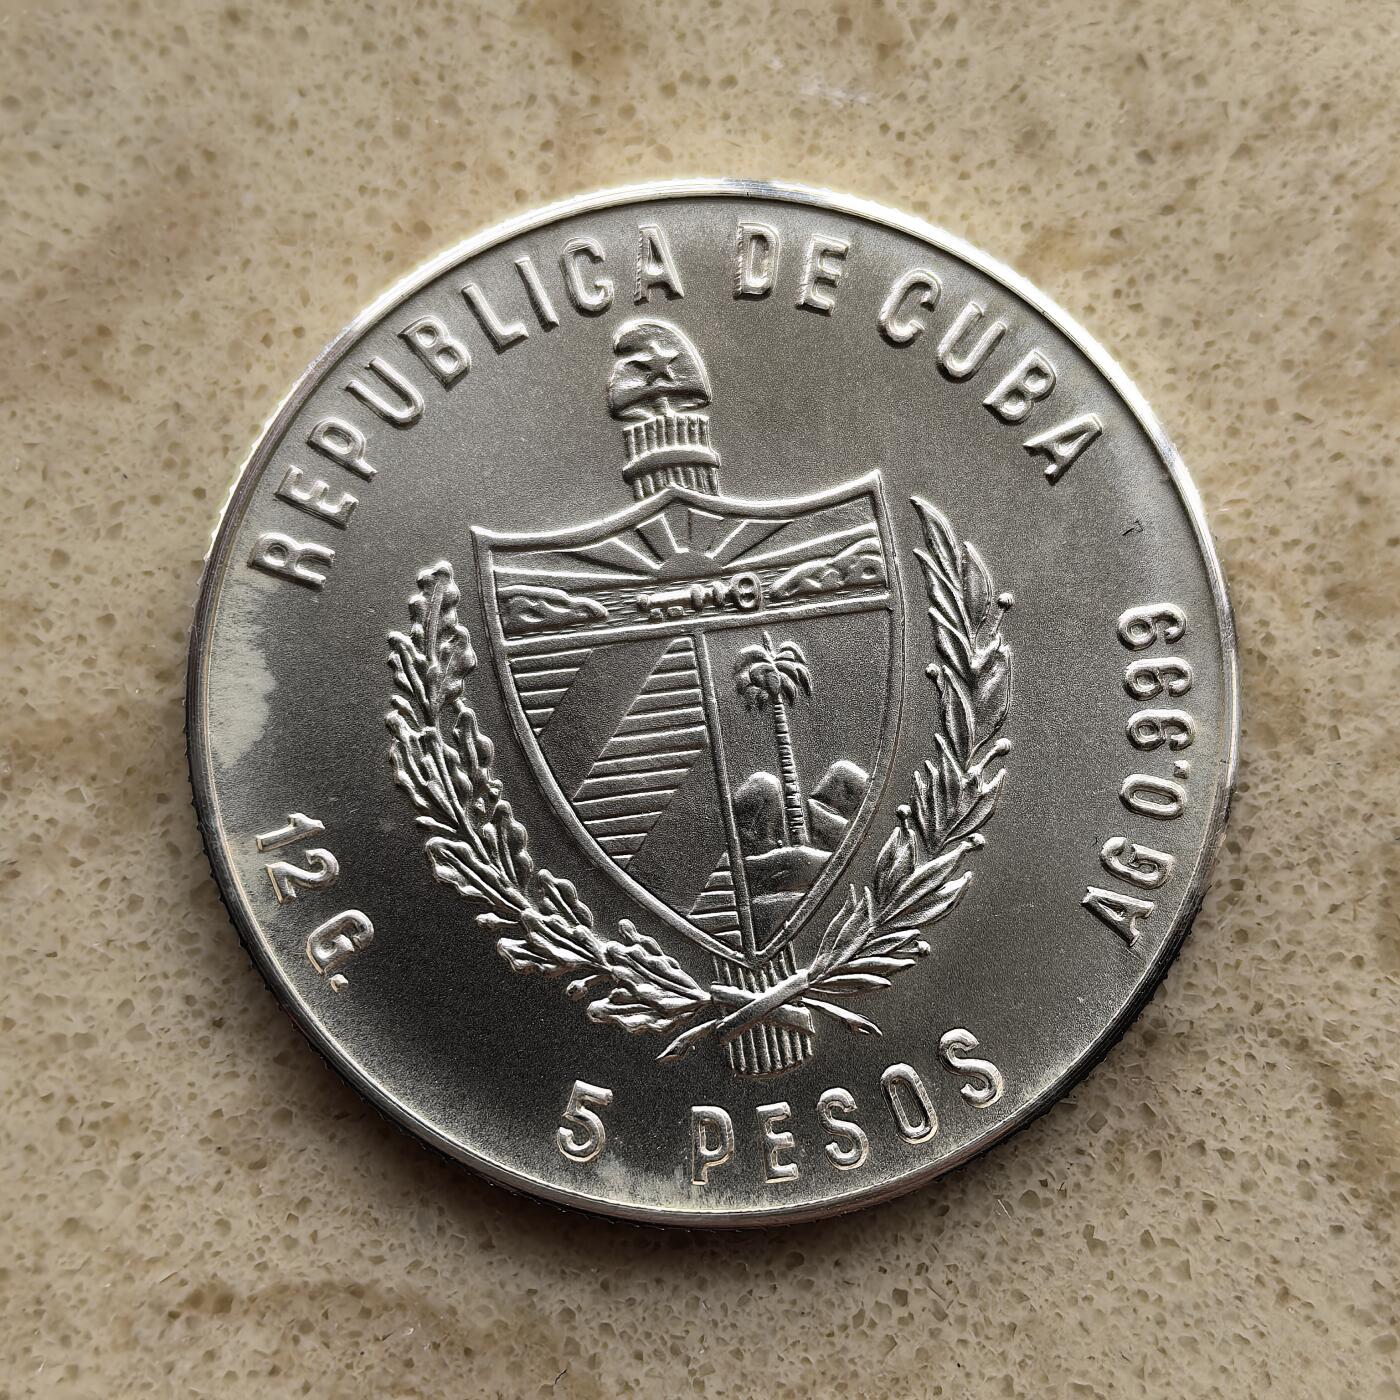 REPUBLICA DE CUBA
12 G.
AG 0.999
5 PESOS